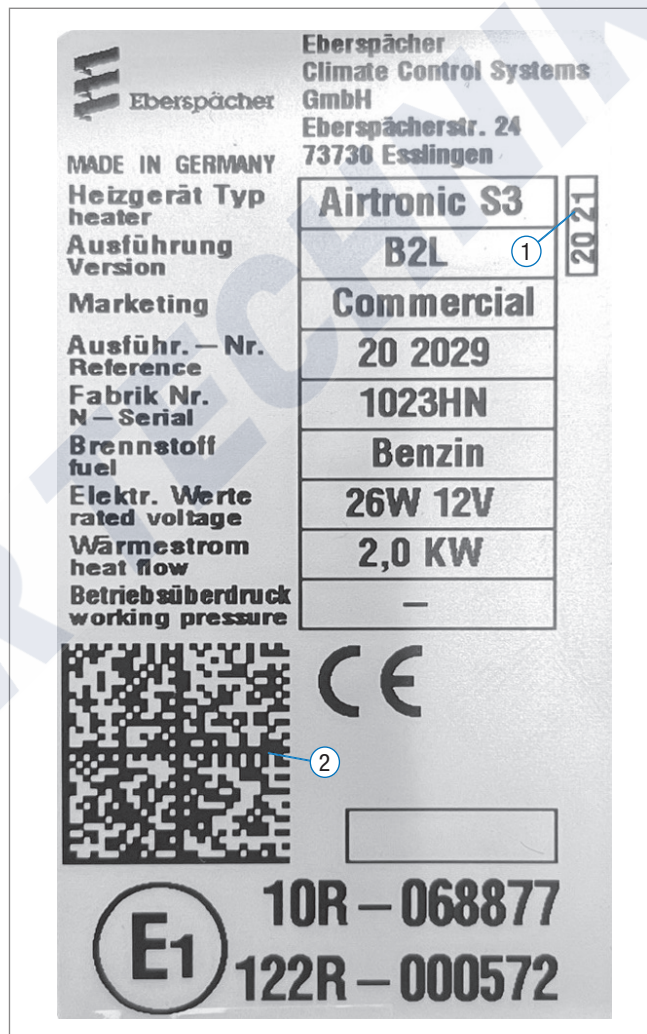 Eberspächer
Eberspächer
Climate Control Systems
GmbH
Eberspächerstr. 24
73730 Esslingen
MADE IN GERMANY
Heizgerät Typ
heater
Airtronic S3
20 21
1
Ausführung
Version
B2L
Marketing
Commercial
Ausführ. – Nr.
Reference
20 2029
Fabrik Nr.
N – Serial
1023HN
Brennstoff
fuel
Benzin
Elektr. Werte
rated voltage
26W 12V
Wärmestrom
heat flow
2,0 KW
Betriebsüberdruck
working pressure
–
CE
2
E1
10R – 068877
122R – 000572
R TECHNIK